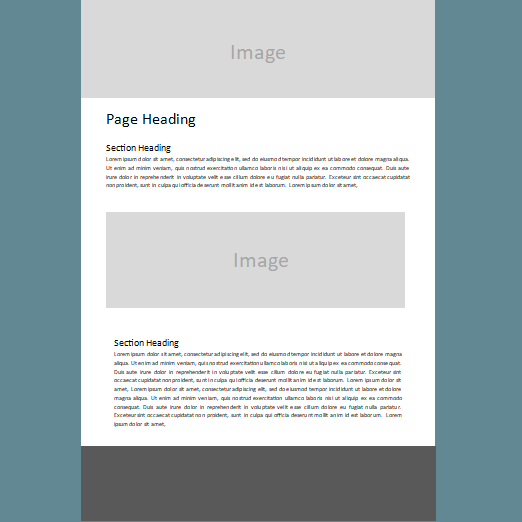 Image
Page Heading
Section Heading
Lorem ipsum dolor sit amet, consectetur adipiscing elit, sed do eiusmod tempor incididunt ut labore et dolore magna aliqua.
Ut enim ad minim veniam, quis nostrud exercitation ullamco laboris nisi ut aliquip ex ea commodo consequat. Duis aute
irure dolor in reprehenderit in voluptate velit esse cillum dolore eu fugiat nulla pariatur. Excepteur sint occaecat cupidatat
non proident, sunt in culpa qui officia deserunt mollit anim id est laborum. Lorem ipsum dolor sit amet,
Image
Section Heading
Lorem ipsum dolor sit amet, consectetur adipiscing elit, sed do eiusmod tempor incididunt ut labore et dolore magna
aliqua. Ut enim ad minim veniam, quis nostrud exercitation ullamco laboris nisi ut aliquip ex ea commodo consequat.
Duis aute irure dolor in reprehenderit in voluptate velit esse cillum dolore eu fugiat nulla pariatur. Excepteur sint
occaecat cupidatat non proident, sunt in culpa qui officia deserunt mollit anim id est laborum. Lorem ipsum dolor sit
amet, Lorem ipsum dolor sit amet, consectetur adipiscing elit, sed do eiusmod tempor incididunt ut labore et dolore
magna aliqua. Ut enim ad minim veniam, quis nostrud exercitation ullamco laboris nisi ut aliquip ex ea commodo
consequat. Duis aute irure dolor in reprehenderit in voluptate velit esse cillum dolore eu fugiat nulla pariatur.
Excepteur sint occaecat cupidatat non proident, sunt in culpa qui officia deserunt mollit anim id est laborum. Lorem
ipsum dolor sit amet,